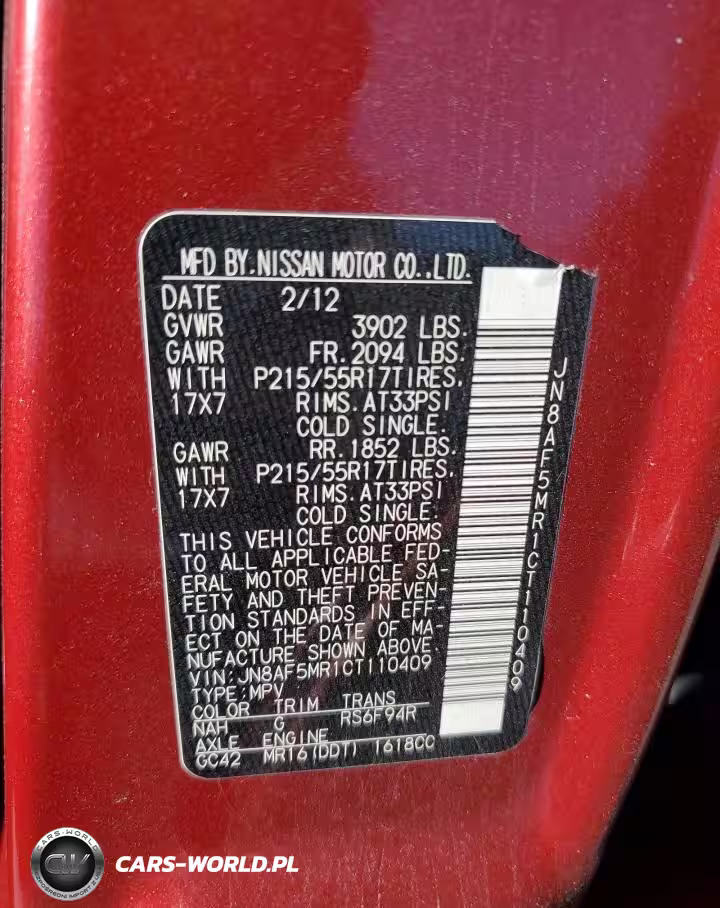 MFD BY.NISSAN MOTOR CO.,LTD.
DATE 2/12
GVWR 3902 LBS.
GAWR FR.2094 LBS.
WITH P215/55R17TIRES.
17X7 RIMS.AT33PSI
COLD SINGLE.
GAWR RR.1852 LBS.
WITH P215/55R17TIRES.
17X7 RIMS.AT33PSI
COLD SINGLE.
THIS VEHICLE CONFORMS
TO ALL APPLICABLE FED-
ERAL MOTOR VEHICLE SA-
FETY AND THEFT PREVEN-
TION STANDARDS IN EFF-
ECT ON THE DATE OF MA-
NUFACTURE SHOWN ABOVE.
VIN:JN8AF5MR1CT110409
TYPE:MPV
COLOR TRIM TRANS
NAH G RS6F94R
AXLE ENGINE
GC42 MR16(DDT) 1618CC
JN8AF5MR1CT110409
CARS-WORLD
CW
CARS-WORLD.PL